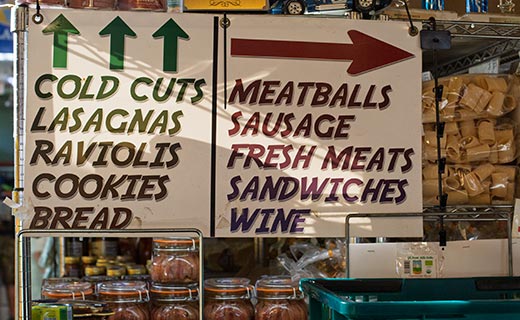 COLD CUTS
LASAGNAS
RAVIOLIS
COOKIES
BREAD
MEATBALLS
SAUSAGE
FRESH MEATS
SANDWICHES
WINE